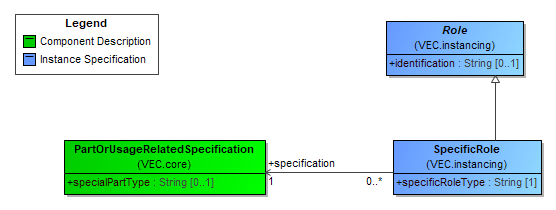 Legend
Component Description
Instance Specification
Role
(VEC.instancing)
+identification : String [0..1]
PartOrUsageRelatedSpecification
(VEC.core)
+specialPartType : String [0..1]
+specification
1
0..*
SpecificRole
(VEC.instancing)
+specificRoleType : String [1]